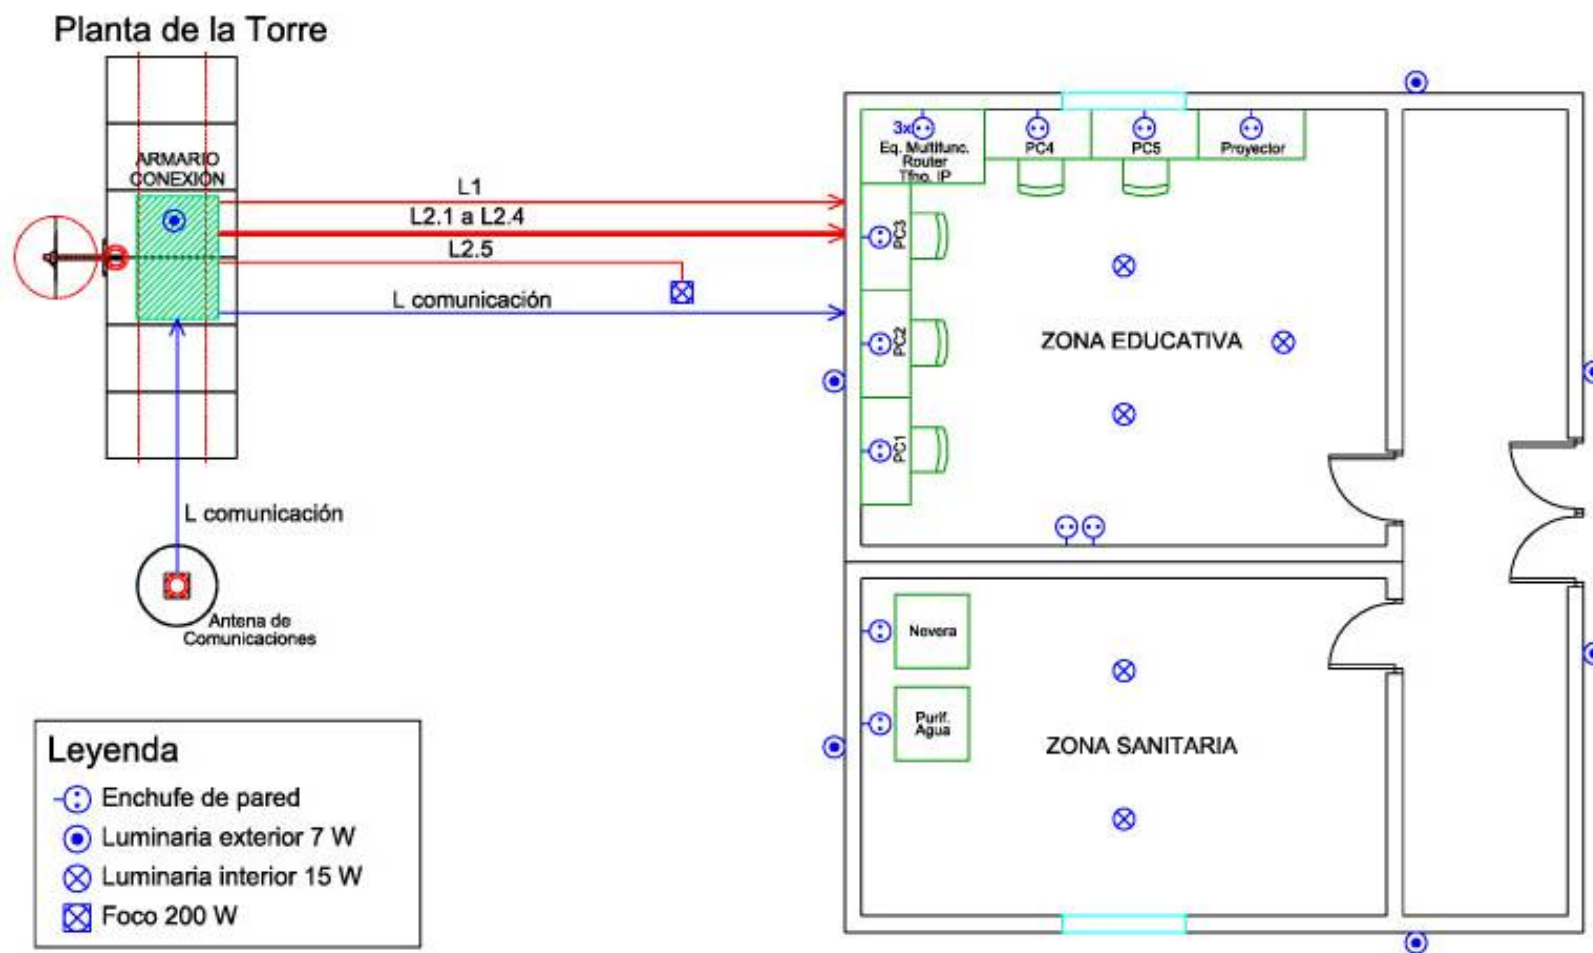 Planta de la Torre
ARMARIO
CONEXIÓN
L1
L2.1 a L2.4
L2.5
L comunicación
L comunicación
Antena de
Comunicaciones
3x
Eq. Multifunc.
Router
Tfno. IP
PC4
PC5
Proyector
PC3
PC2
PC1
ZONA EDUCATIVA
Nevera
Purif.
Agua
ZONA SANITARIA
Leyenda
Enchufe de pared
Luminaria exterior 7 W
Luminaria interior 15 W
Foco 200 W